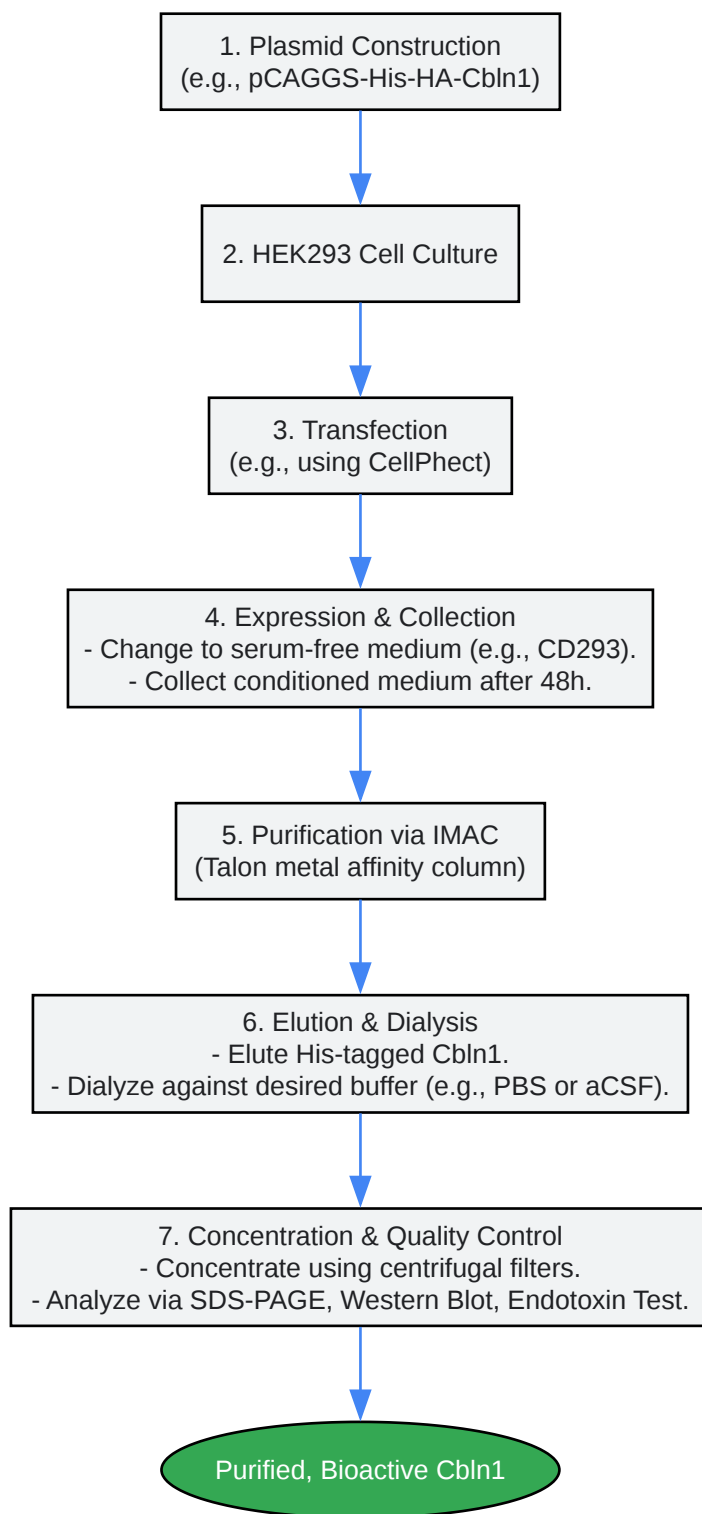 1. Plasmid Construction
(e.g., pCAGGS-His-HA-Cbln1)
2. HEK293 Cell Culture
3. Transfection
(e.g., using CellPhect)
4. Expression & Collection
- Change to serum-free medium (e.g., CD293).
- Collect conditioned medium after 48h.
5. Purification via IMAC
(Talon metal affinity column)
6. Elution & Dialysis
- Elute His-tagged Cbln1.
- Dialyze against desired buffer (e.g., PBS or aCSF).
7. Concentration & Quality Control
- Concentrate using centrifugal filters.
- Analyze via SDS-PAGE, Western Blot, Endotoxin Test.
Purified, Bioactive Cbln1